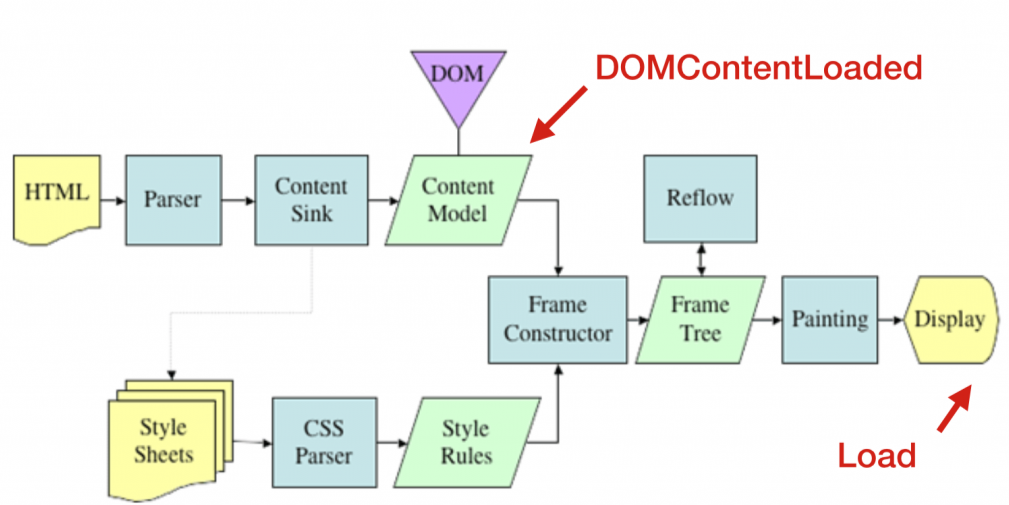 DOM
DOMContentLoaded
HTML
Parser
Content
Sink
Content
Model
Reflow
Frame
Constructor
Frame
Tree
Painting
Display
Style
Sheets
CSS
Parser
Style
Rules
Load